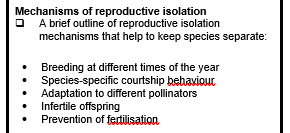 Mechanisms of reproductive isolation
❑ A brief outline of reproductive isolation
mechanisms that help to keep species separate:
• Breeding at different times of the year
• Species-specific courtship behaviour
• Adaptation to different pollinators
• Infertile offspring
• Prevention of fertilisation